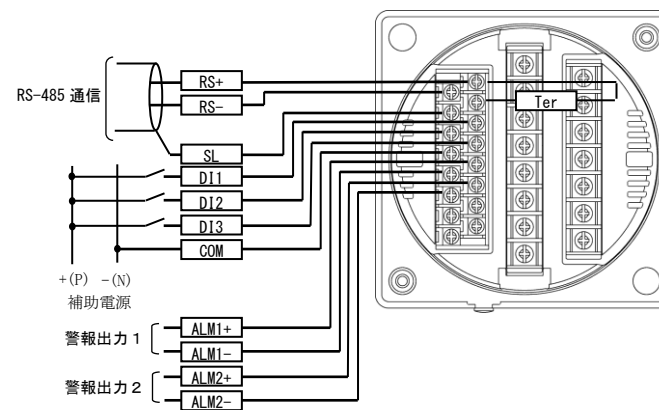 RS-485 通信
RS+
RS-
SL
DI1
DI2
DI3
COM
+(P) -(N)
補助電源
警報出力1
ALM1+
ALM1-
警報出力2
ALM2+
ALM2-
Ter